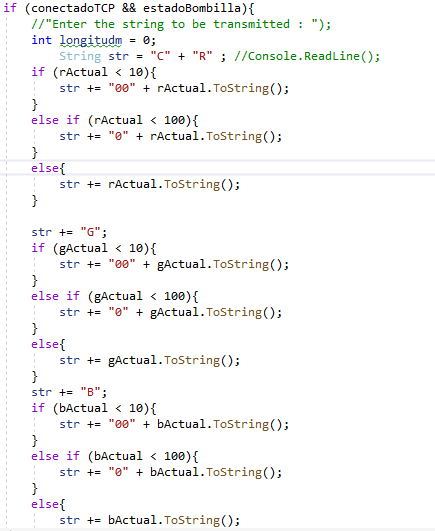 if (conectadoTCP && estadoBombilla){
//"Enter the string to be transmitted : ");
int longitudm = 0;
String str = "C" + "R" ; //Console.ReadLine();
if (rActual < 10){
str += "00" + rActual.ToString();
}
else if (rActual < 100){
str += "0" + rActual.ToString();
}
else{
str += rActual.ToString();
}
str += "G";
if (gActual < 10){
str += "00" + gActual.ToString();
}
else if (gActual < 100){
str += "0" + gActual.ToString();
}
else{
str += gActual.ToString();
}
str += "B";
if (bActual < 10){
str += "00" + bActual.ToString();
}
else if (bActual < 100){
str += "0" + bActual.ToString();
}
else{
str += bActual.ToString();